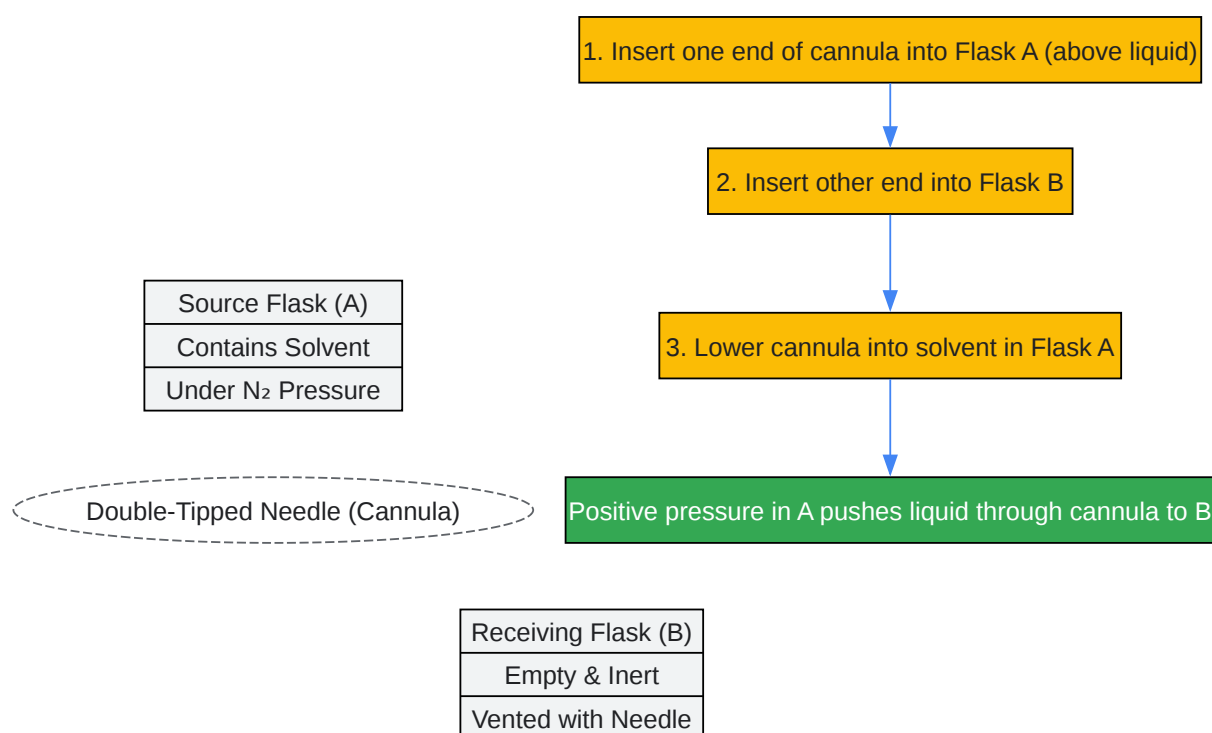 1. Insert one end of cannula into Flask A (above liquid)
2. Insert other end into Flask B
Source Flask (A)
Contains Solvent
Under N₂ Pressure
3. Lower cannula into solvent in Flask A
Double-Tipped Needle (Cannula)
Positive pressure in A pushes liquid through cannula to B
Receiving Flask (B)
Empty & Inert
Vented with Needle